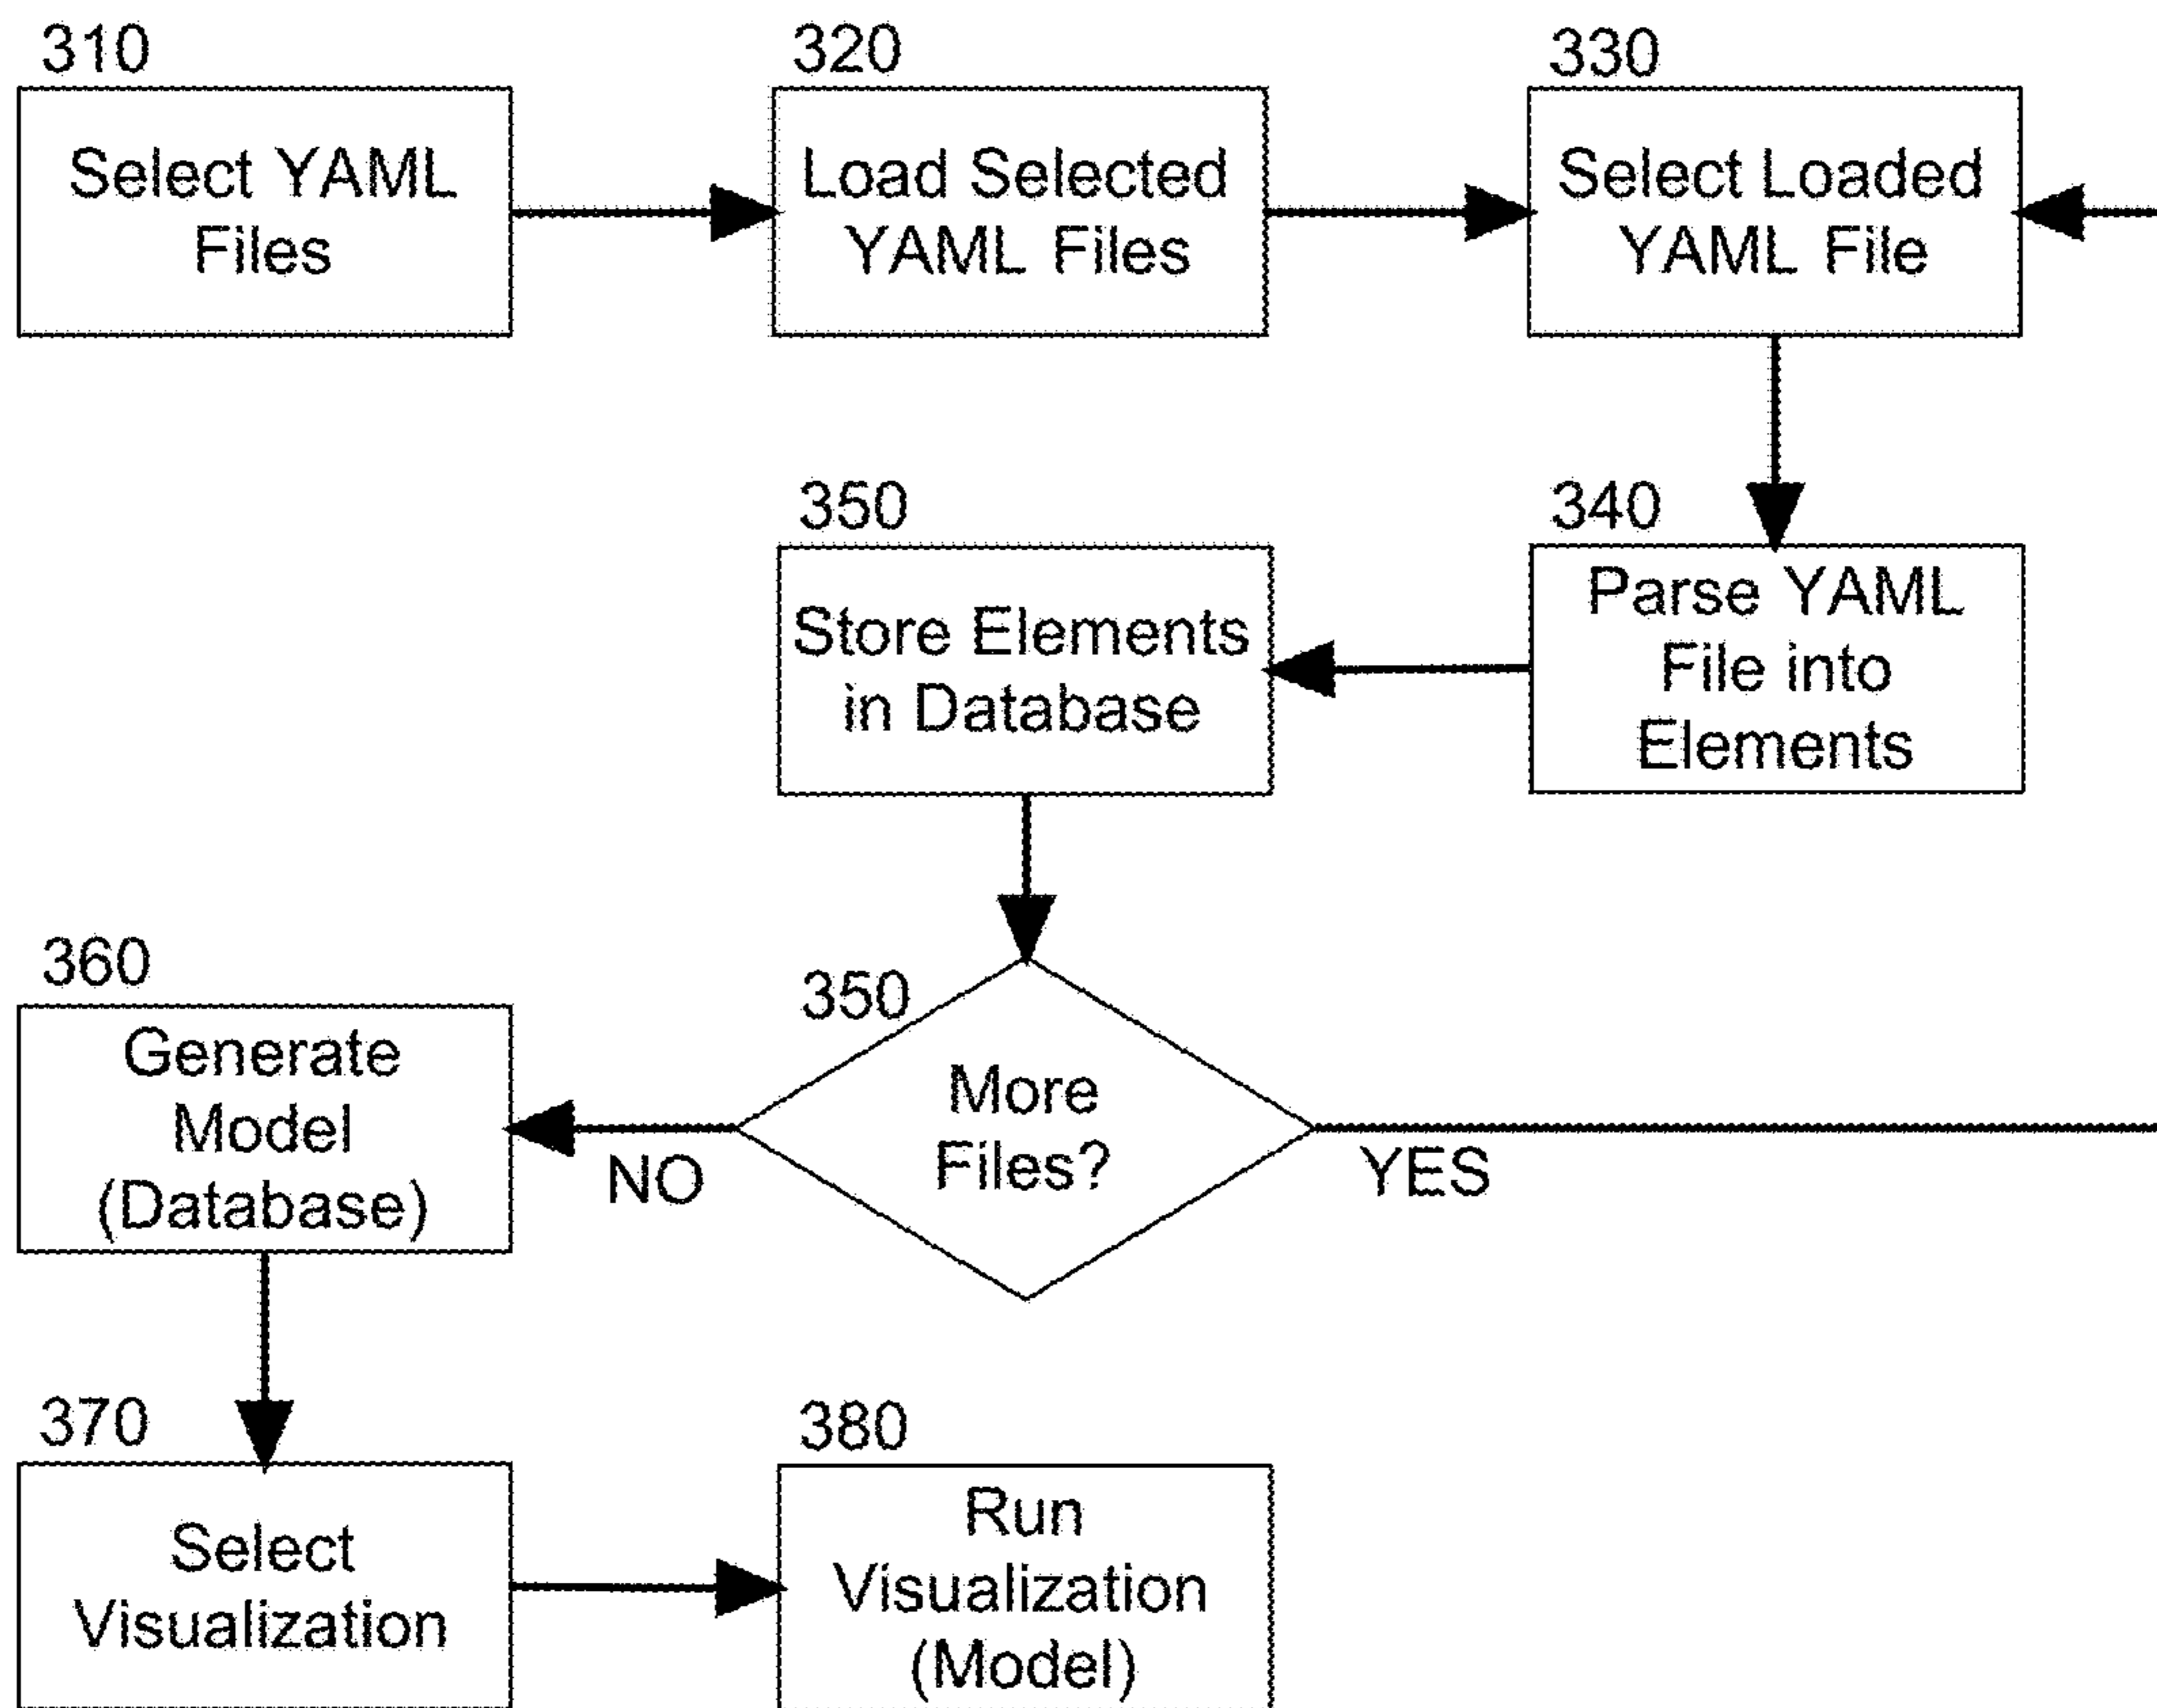 310
Select YAML
Files
320
Load Selected
YAML Files
330
Select Loaded
YAML File
340
Parse YAML
File into
Elements
350
Store Elements
in Database
350
More
Files?
NO
YES
360
Generate
Model
(Database)
370
Select
Visualization
380
Run
Visualization
(Model)